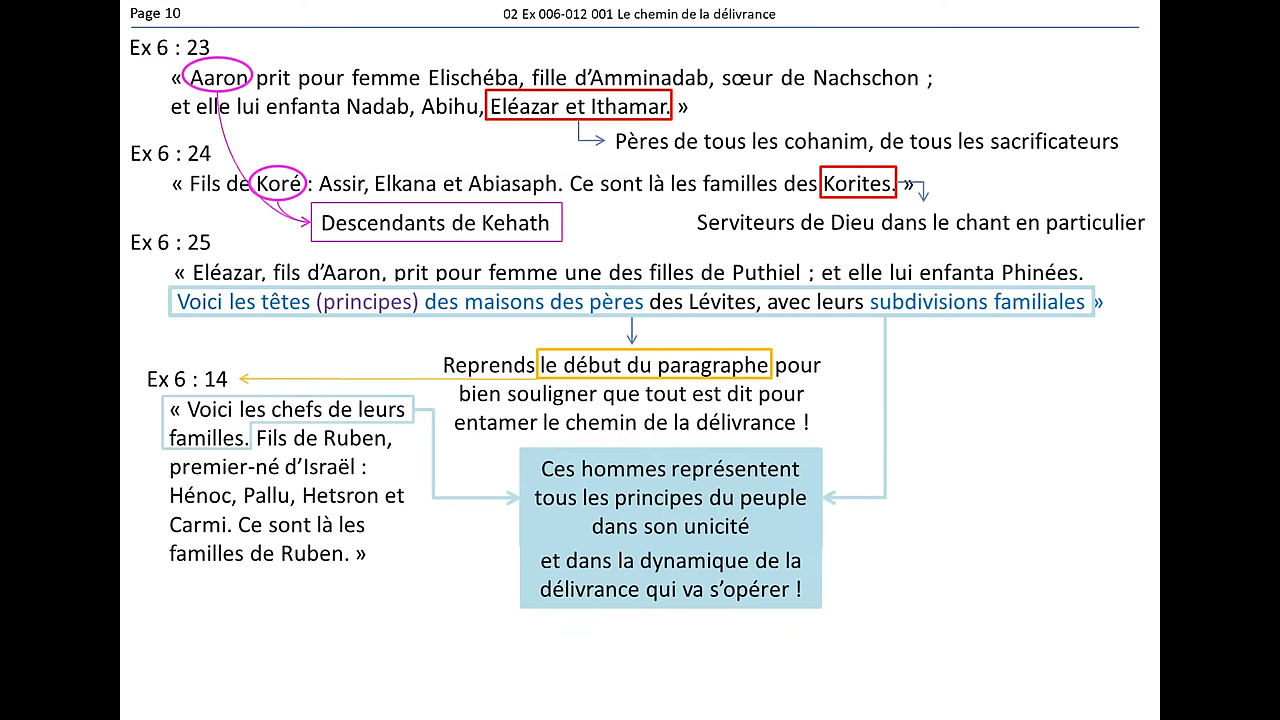 Page 10
02 Ex 006-012 001 Le chemin de la délivrance
Ex 6 : 23
« Aaron prit pour femme Elischéba, fille d’Amminadab, sœur de Nachschon ;
et elle lui enfanta Nadab, Abihu, Eléazar et Ithamar. »
Pères de tous les cohanim, de tous les sacrificateurs
Ex 6 : 24
« Fils de Koré : Assir, Elkana et Abiasaph. Ce sont là les familles des Korites. »
Descendants de Kehath
Serviteurs de Dieu dans le chant en particulier
Ex 6 : 25
« Eléazar, fils d’Aaron, prit pour femme une des filles de Puthiel ; et elle lui enfanta Phinées.
Voici les têtes (principes) des maisons des pères des Lévites, avec leurs subdivisions familiales »
Reprends le début du paragraphe pour
bien souligner que tout est dit pour
entamer le chemin de la délivrance !
Ex 6 : 14
« Voici les chefs de leurs
familles. Fils de Ruben,
premier-né d’Israël :
Hénoc, Pallu, Hetsron et
Carmi. Ce sont là les
familles de Ruben. »
Ces hommes représentent
tous les principes du peuple
dans son unicité
et dans la dynamique de la
délivrance qui va s’opérer !